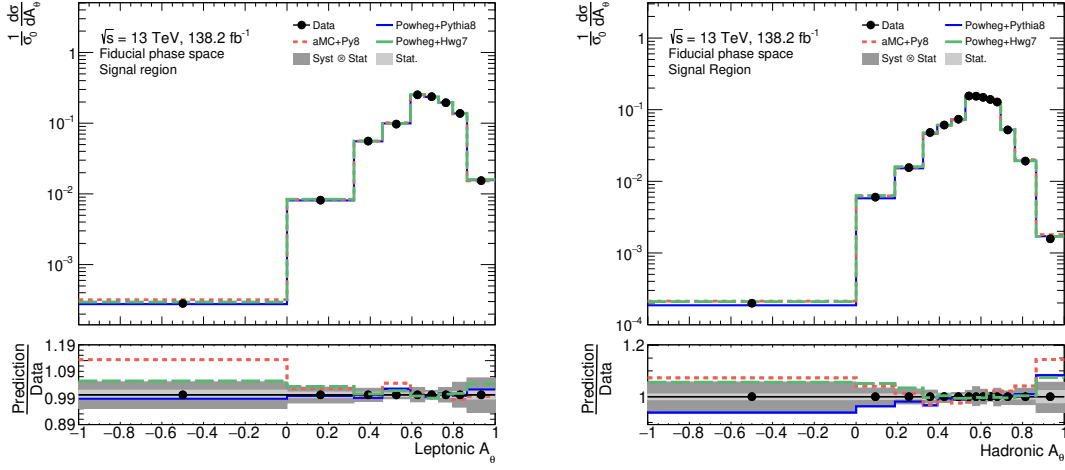 1/σ₀ dσ/dA_θ
√s = 13 TeV, 138.2 fb⁻¹
Fiducial phase space
Signal region
Data
Powheg+Pythia8
aMC+Py8
Powheg+Hwg7
Syst ⊗ Stat
Stat.
1
10⁻¹
10⁻²
10⁻³
Prediction/Data
1.19
1.09
0.99
0.89
−1 −0.8 −0.6 −0.4 −0.2 0 0.2 0.4 0.6 0.8 1
Leptonic A_θ
1/σ₀ dσ/dA_θ
√s = 13 TeV, 138.2 fb⁻¹
Fiducial phase space
Signal Region
Data
Powheg+Pythia8
aMC+Py8
Powheg+Hwg7
Syst ⊗ Stat
Stat.
1
10⁻¹
10⁻²
10⁻³
10⁻⁴
Prediction/Data
1.2
1
−1 −0.8 −0.6 −0.4 −0.2 0 0.2 0.4 0.6 0.8 1
Hadronic A_θ